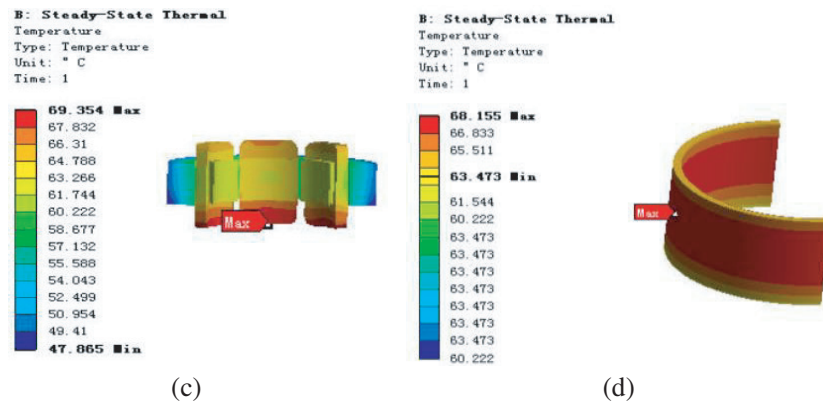 B: Steady-State Thermal
Temperature
Type: Temperature
Unit: ° C
Time: 1
69.354 Max
67.832
66.31
64.788
63.266
61.744
60.222
58.677
57.132
55.588
54.043
52.499
50.954
49.41
47.865 Min
Max
(c)
B: Steady-State Thermal
Temperature
Type: Temperature
Unit: ° C
Time: 1
68.155 Max
66.833
65.511
63.473 Min
61.544
60.222
63.473
63.473
63.473
63.473
63.473
63.473
60.222
Max
(d)